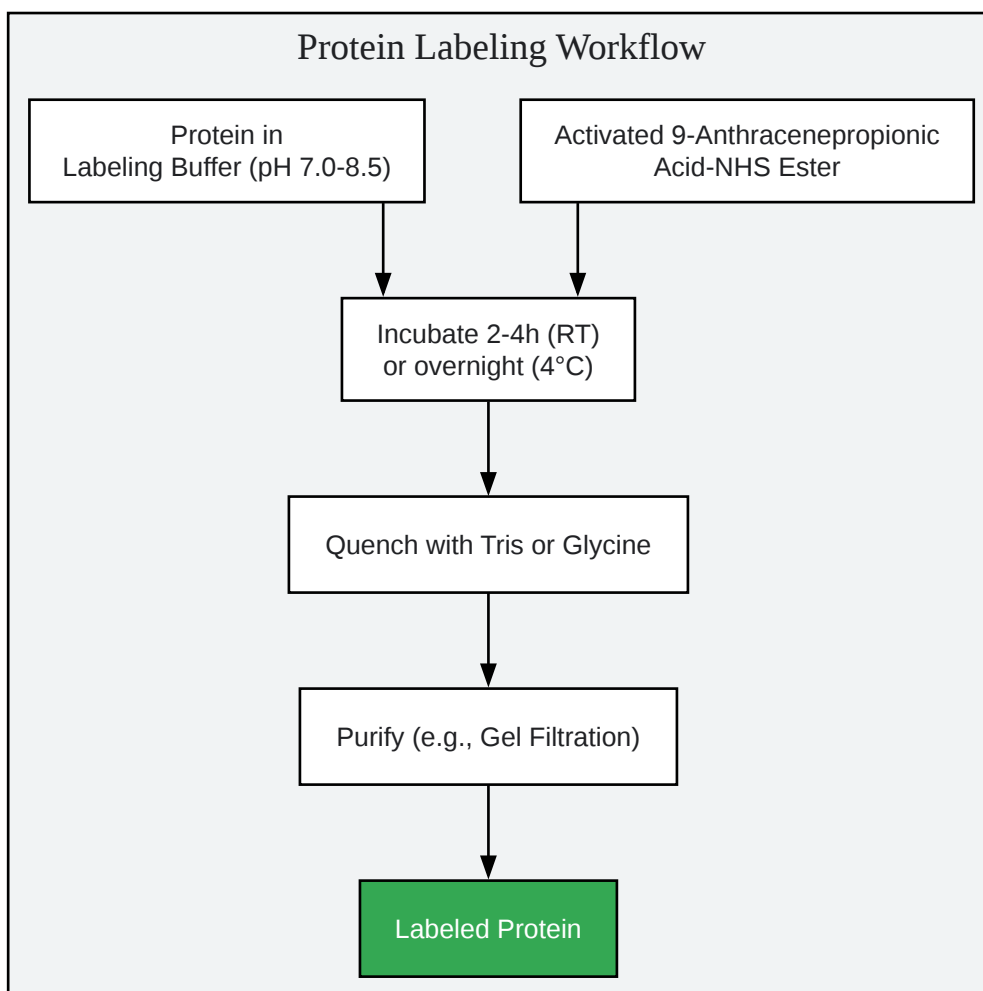 Protein Labeling Workflow
Protein in
Labeling Buffer (pH 7.0-8.5)
Activated 9-Anthracenepropionic
Acid-NHS Ester
Incubate 2-4h (RT)
or overnight (4°C)
Quench with Tris or Glycine
Purify (e.g., Gel Filtration)
Labeled Protein